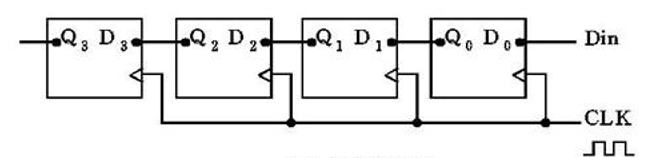 Q3 D3 Q2 D2 Q1 D1 Q0 D0 Din
CLK